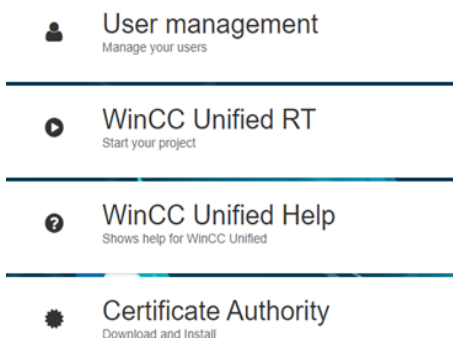 User management
Manage your users
WinCC Unified RT
Start your project
WinCC Unified Help
Shows help for WinCC Unified
Certificate Authority
Download and Install